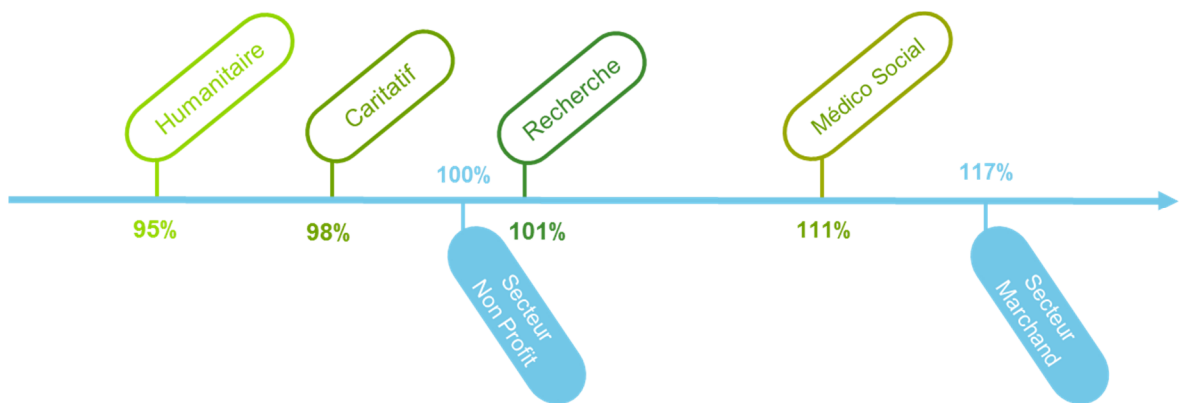 Humanitaire
Caritatif
Recherche
Médico Social
100%
117%
95%
98%
101%
111%
Secteur
Non Profit
Secteur
Marchand